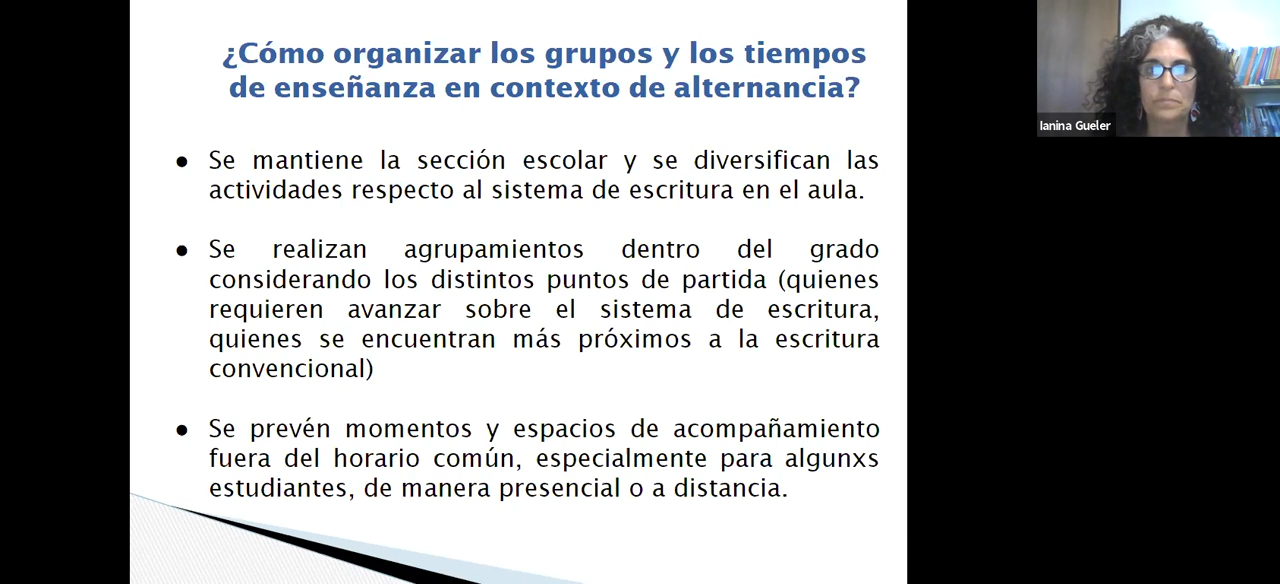 ¿Cómo organizar los grupos y los tiempos
de enseñanza en contexto de alternancia?
● Se mantiene la sección escolar y se diversifican las
actividades respecto al sistema de escritura en el aula.
● Se realizan agrupamientos dentro del grado
considerando los distintos puntos de partida (quienes
requieren avanzar sobre el sistema de escritura,
quienes se encuentran más próximos a la escritura
convencional)
● Se prevén momentos y espacios de acompañamiento
fuera del horario común, especialmente para algunxs
estudiantes, de manera presencial o a distancia.
Ianina Gueler